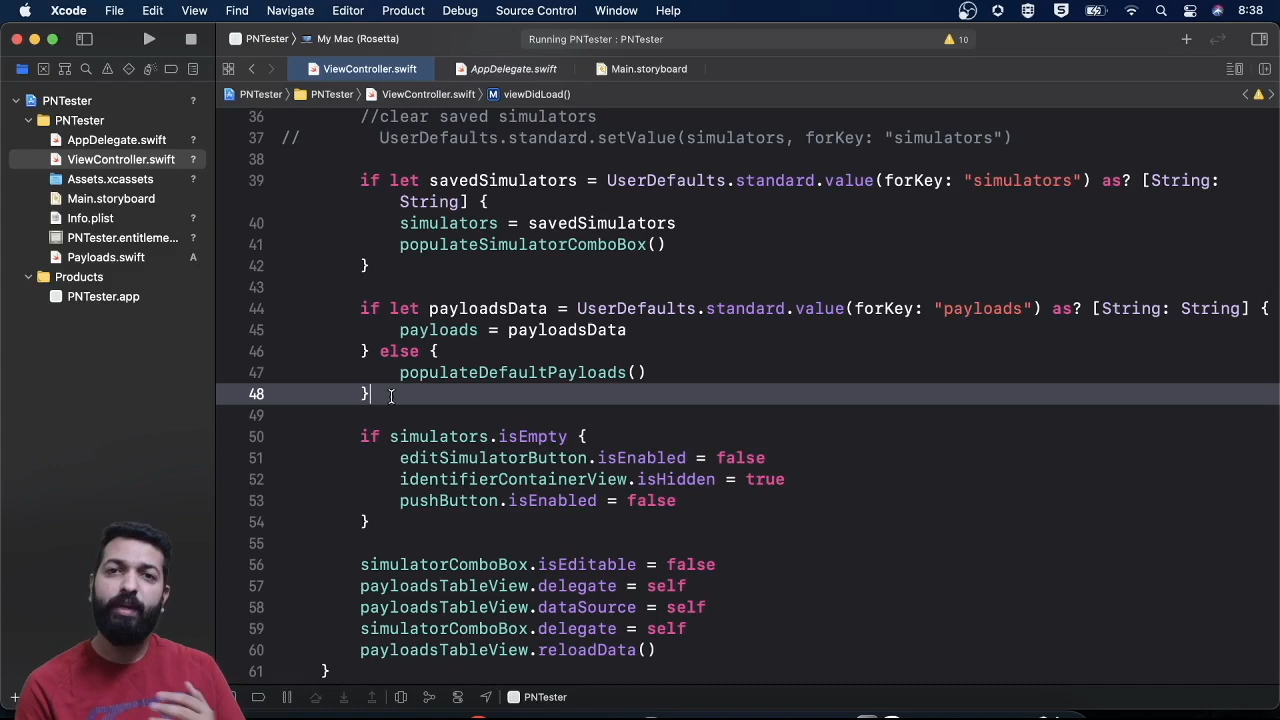 Xcode File Edit View Find Navigate Editor Product Debug Source Control Window Help 8:38
PNTester My Mac (Rosetta) Running PNTester : PNTester 10
ViewController.swift AppDelegate.swift Main.storyboard
PNTester PNTester ViewController.swift M viewDidLoad()
PNTester ?
PNTester
AppDelegate.swift ?
ViewController.swift ?
Assets.xcassets ?
Main.storyboard ?
Info.plist ?
PNTester.entitleme... ?
Payloads.swift A
Products
PNTester.app
36 //clear saved simulators
37 // UserDefaults.standard.setValue(simulators, forKey: "simulators")
38
39 if let savedSimulators = UserDefaults.standard.value(forKey: "simulators") as? [String:
String] {
40 simulators = savedSimulators
41 populateSimulatorComboBox()
42 }
43
44 if let payloadsData = UserDefaults.standard.value(forKey: "payloads") as? [String: String] {
45 payloads = payloadsData
46 } else {
47 populateDefaultPayloads()
48 }
49
50 if simulators.isEmpty {
51 editSimulatorButton.isEnabled = false
52 identifierContainerView.isHidden = true
53 pushButton.isEnabled = false
54 }
55
56 simulatorComboBox.isEditable = false
57 payloadsTableView.delegate = self
58 payloadsTableView.dataSource = self
59 simulatorComboBox.delegate = self
60 payloadsTableView.reloadData()
61 }
PNTester